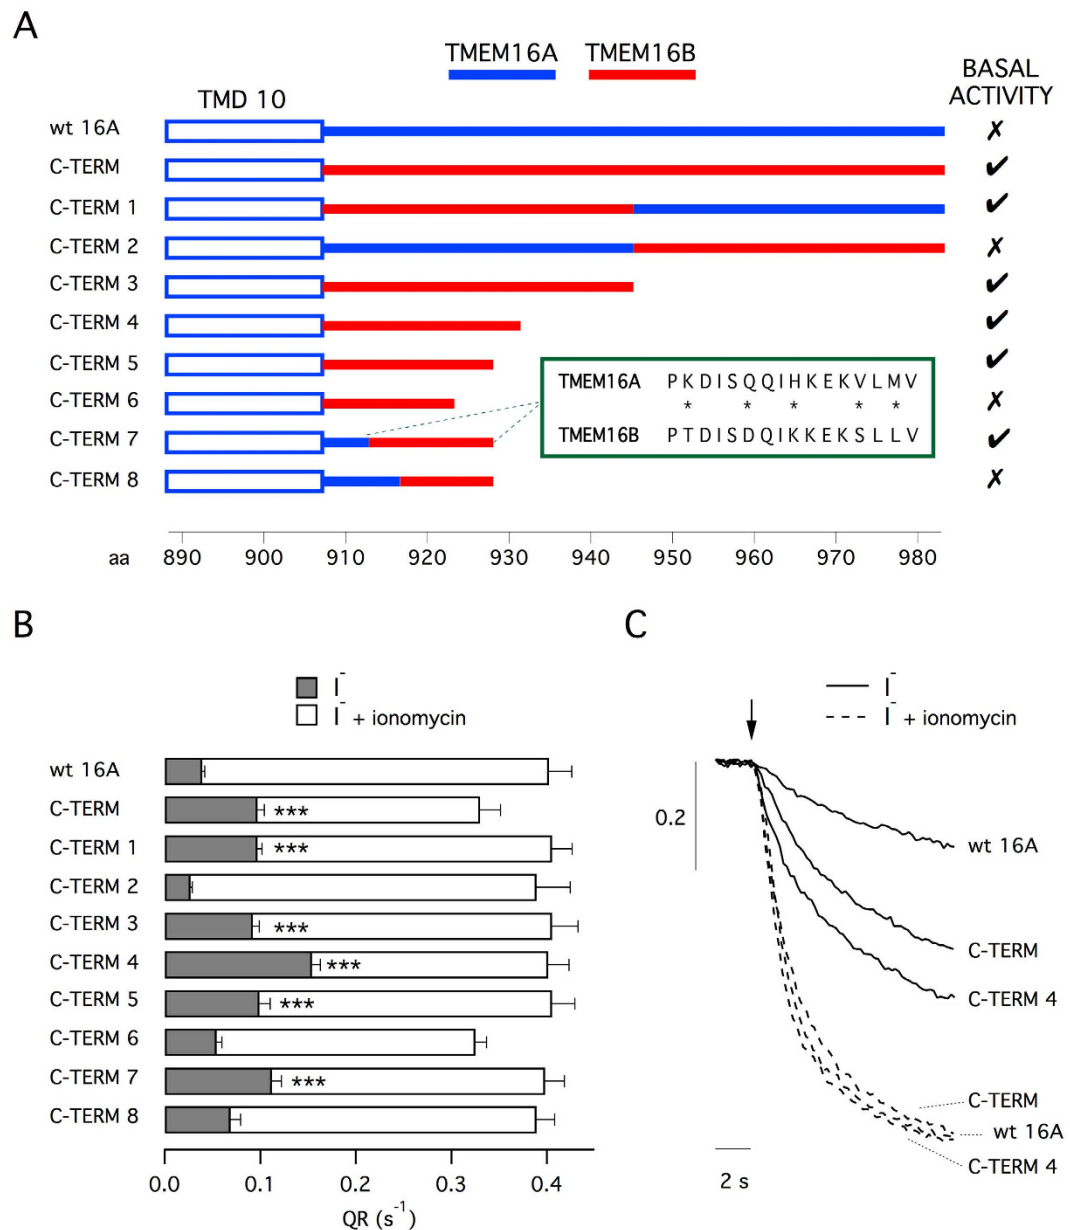 A
TMEM16A TMEM16B
BASAL
ACTIVITY
TMD 10
wt 16A ✗
C-TERM ✔
C-TERM 1 ✔
C-TERM 2 ✗
C-TERM 3 ✔
C-TERM 4 ✔
C-TERM 5 ✔
TMEM16A PKDISQQIHKEKVLMV
C-TERM 6 ✗
* * * * *
C-TERM 7 ✔
TMEM16B PTDISDQIKKEKSLLV
C-TERM 8 ✗
aa 890 900 910 920 930 940 950 960 970 980
B
I-
I- + ionomycin
wt 16A
C-TERM ***
C-TERM 1 ***
C-TERM 2
C-TERM 3 ***
C-TERM 4 ***
C-TERM 5 ***
C-TERM 6
C-TERM 7 ***
C-TERM 8
0.0 0.1 0.2 0.3 0.4
QR (s-1)
C
I-
I- + ionomycin
0.2
wt 16A
C-TERM
C-TERM 4
C-TERM
wt 16A
C-TERM 4
2 s